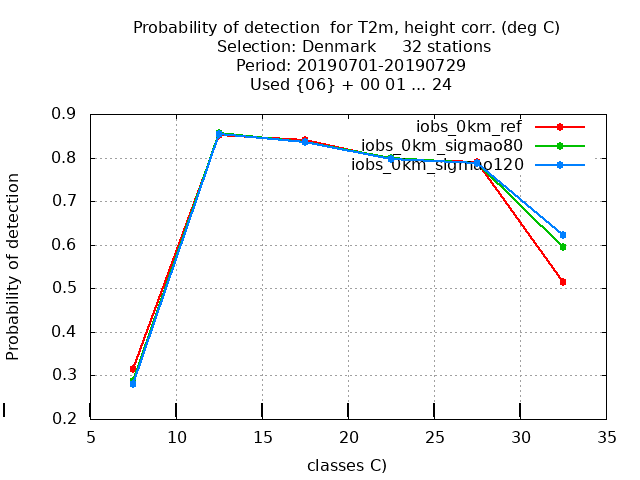 Probability of detection  for T2m, height corr. (deg C)
Selection: Denmark     32 stations
Period: 20190701-20190729
Used {06} + 00 01 ... 24
iobs_0km_ref
iobs_0km_sigmao80
iobs_0km_sigmao120
Probability of detection
0.9
0.8
0.7
0.6
0.5
0.4
0.3
0.2
5 10 15 20 25 30 35
classes C)